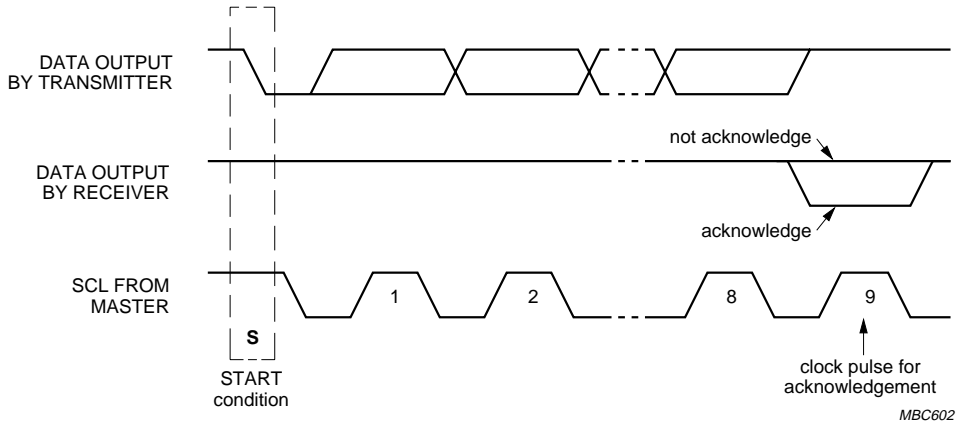 DATA OUTPUT
BY TRANSMITTER
not acknowledge
DATA OUTPUT
BY RECEIVER
acknowledge
SCL FROM
MASTER
1
2
8
9
S
START
condition
clock pulse for
acknowledgement
MBC602